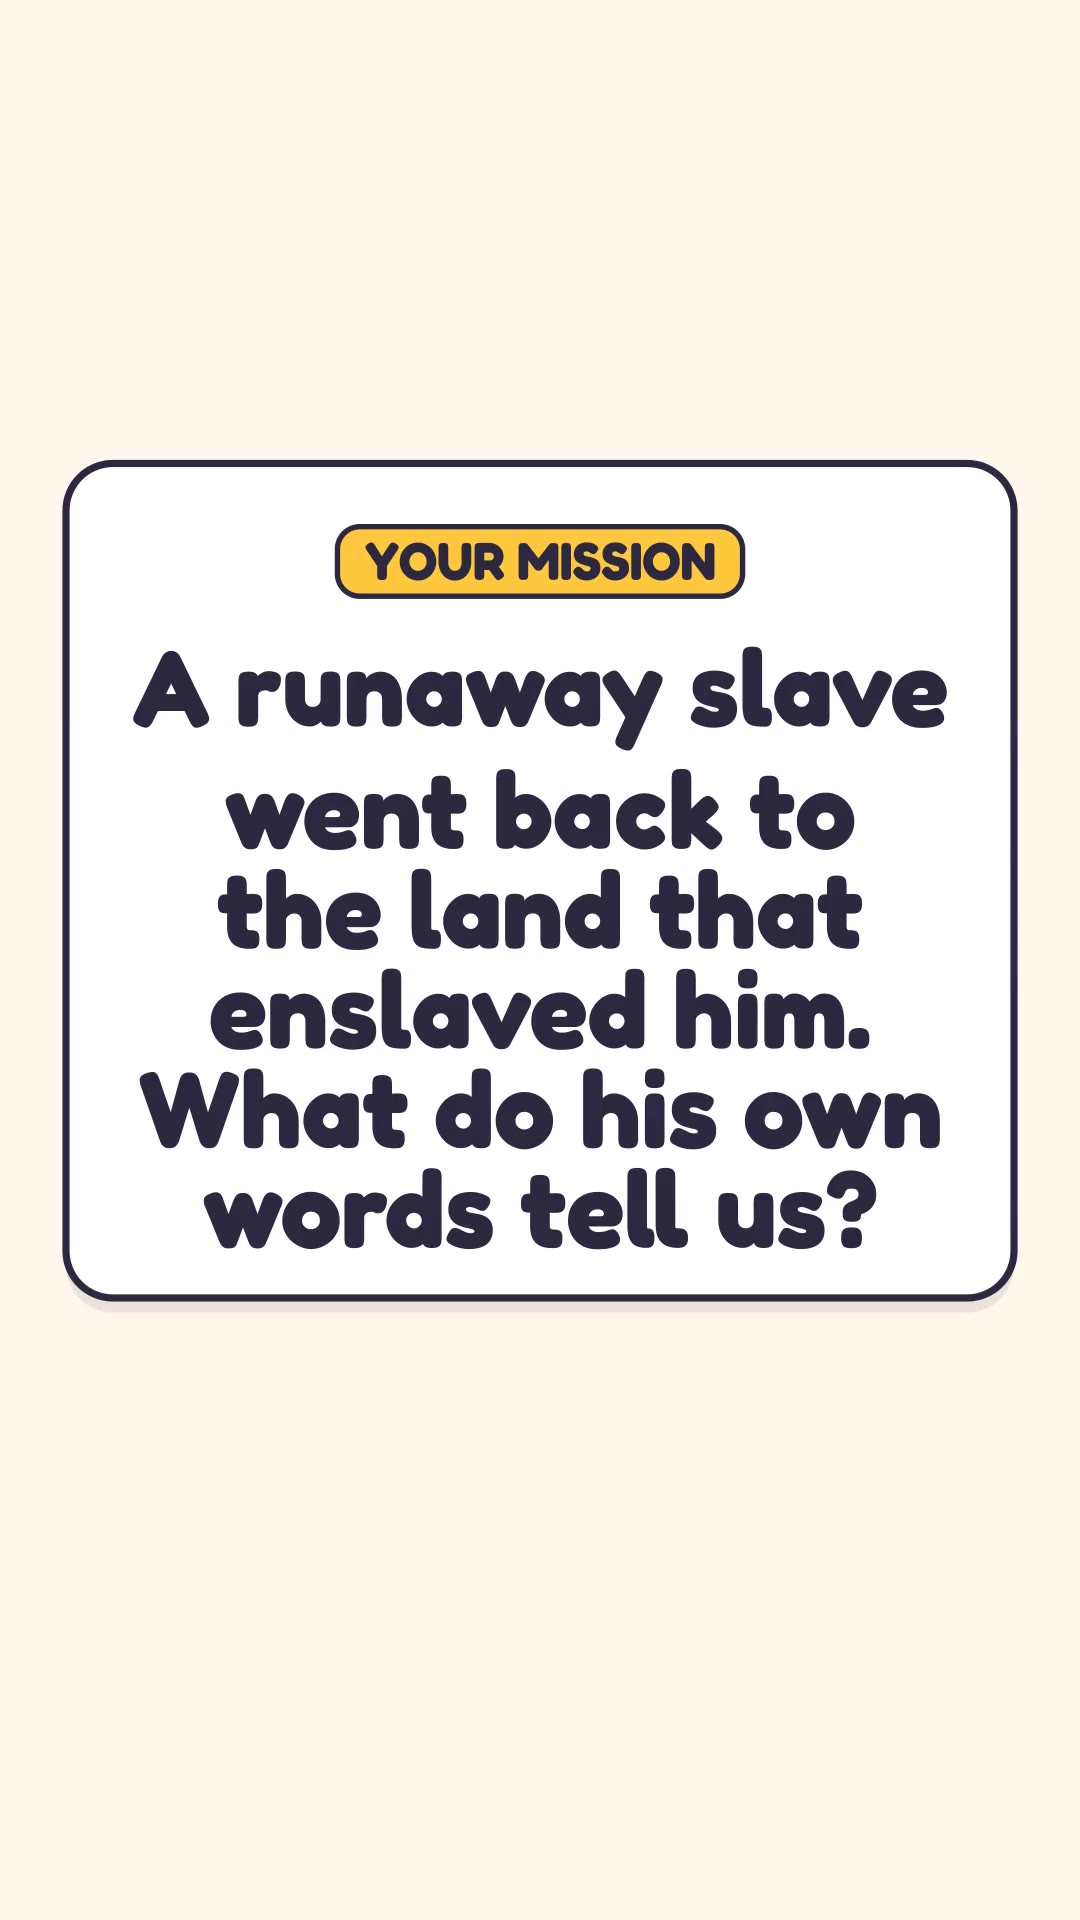 YOUR MISSION
A runaway slave
went back to
the land that
enslaved him.
What do his own
words tell us?